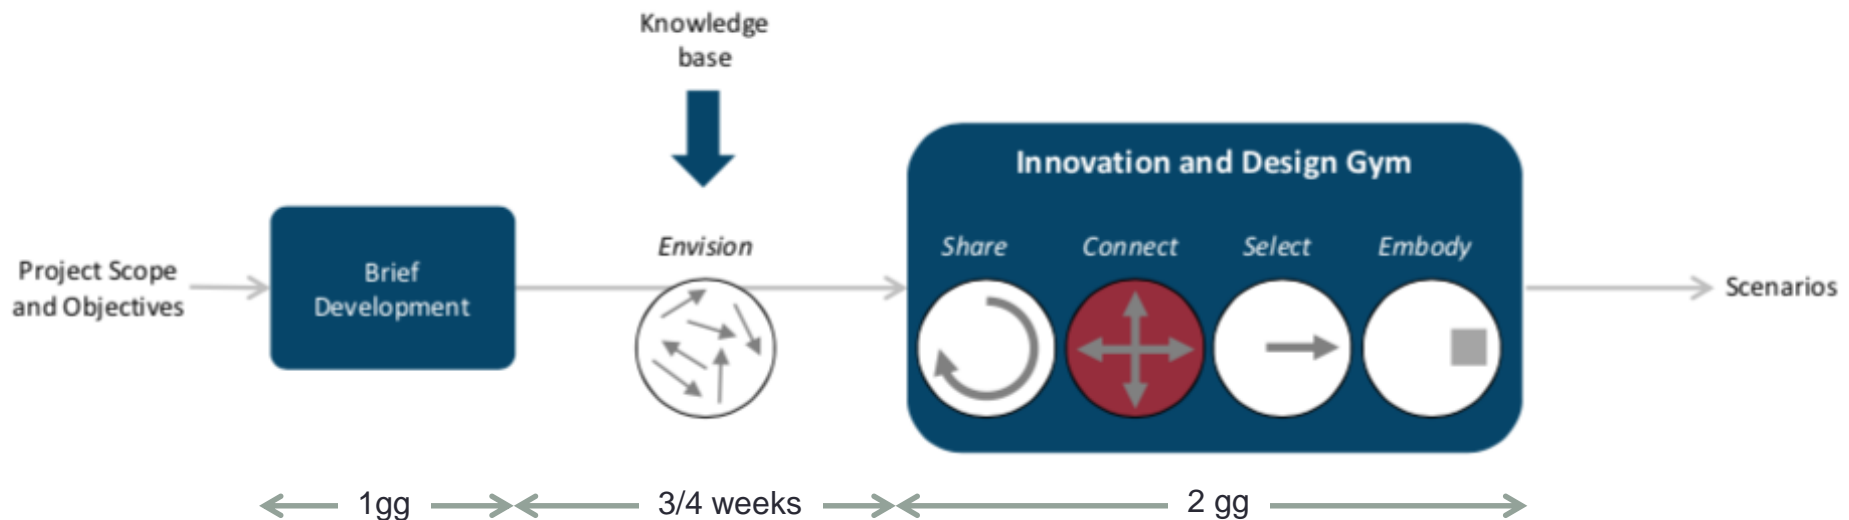 Knowledge
base
Innovation and Design Gym
Envision
Share
Connect
Select
Embody
Project Scope
and Objectives
Brief
Development
Scenarios
1gg
3/4 weeks
2 gg